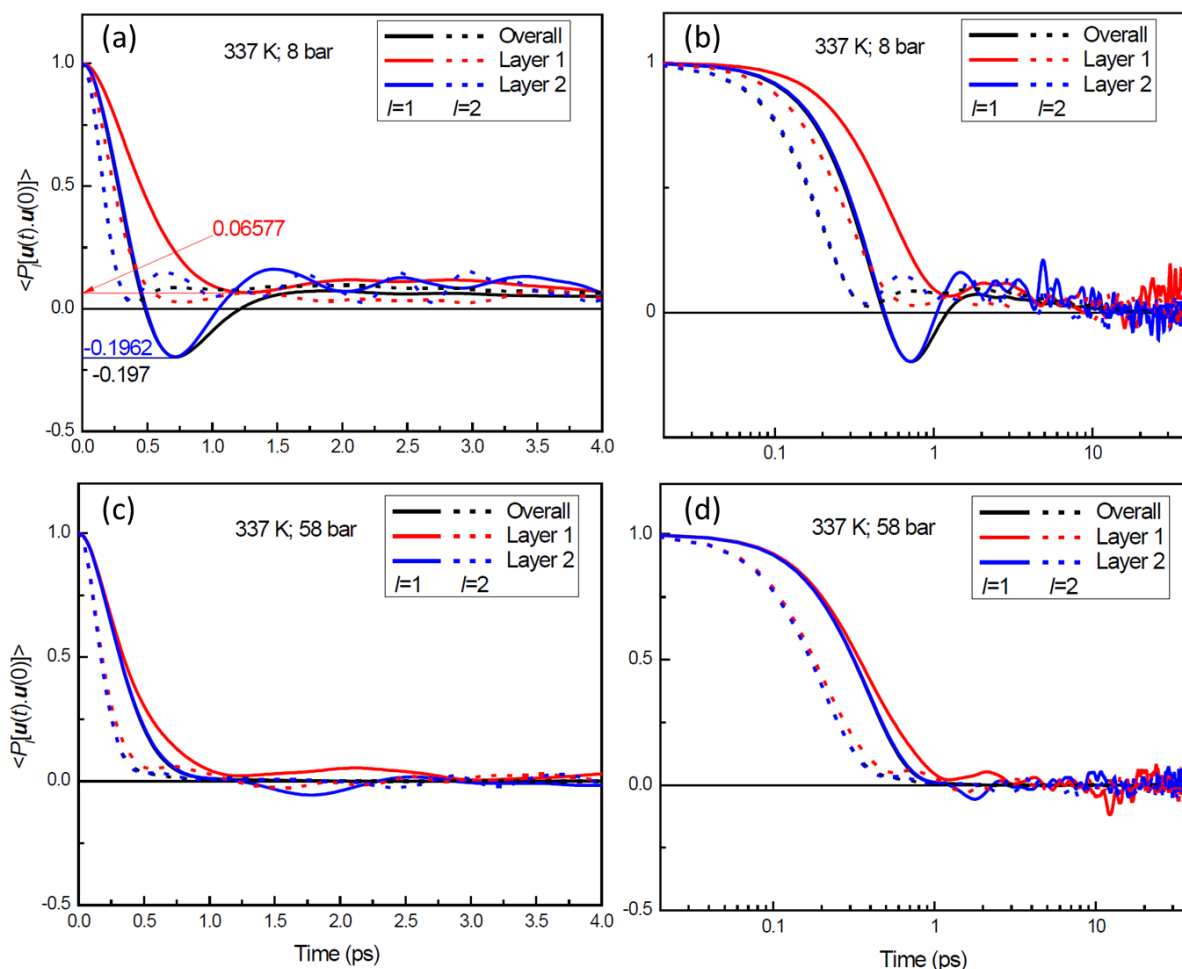 (a)
337 K; 8 bar
Overall
Layer 1
Layer 2
l=1 l=2
1.0
0.5
0.0
-0.5
0.06577
-0.1962
-0.197
0.0 0.5 1.0 1.5 2.0 2.5 3.0 3.5 4.0
<Pl[u(t).u(0)]>
(b)
337 K; 8 bar
Overall
Layer 1
Layer 2
l=1 l=2
1
0
0.1 1 10
(c)
337 K; 58 bar
Overall
Layer 1
Layer 2
l=1 l=2
1.0
0.5
0.0
-0.5
0.0 0.5 1.0 1.5 2.0 2.5 3.0 3.5 4.0
Time (ps)
<Pl[u(t).u(0)]>
(d)
337 K; 58 bar
Overall
Layer 1
Layer 2
l=1 l=2
1.0
0.5
0.0
-0.5
0.1 1 10
Time (ps)